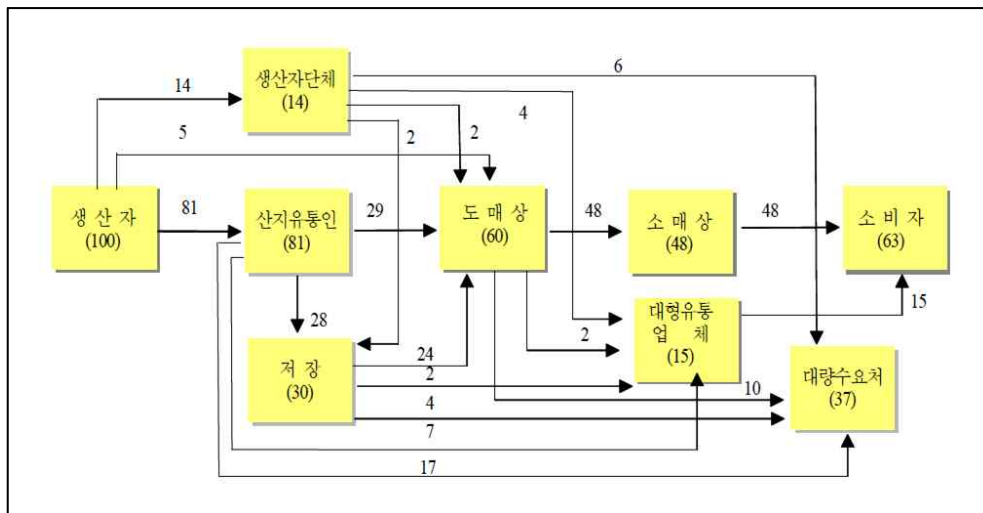 6
14
생산자단체
(14)
4
5
2
2
생 산 자
(100)
81
산지유통인
(81)
29
도 매 상
(60)
48
소 매 상
(48)
48
소 비 자
(63)
28
15
대형유통
업 체
(15)
2
저 장
(30)
24
2
4
7
10
대량수요처
(37)
17